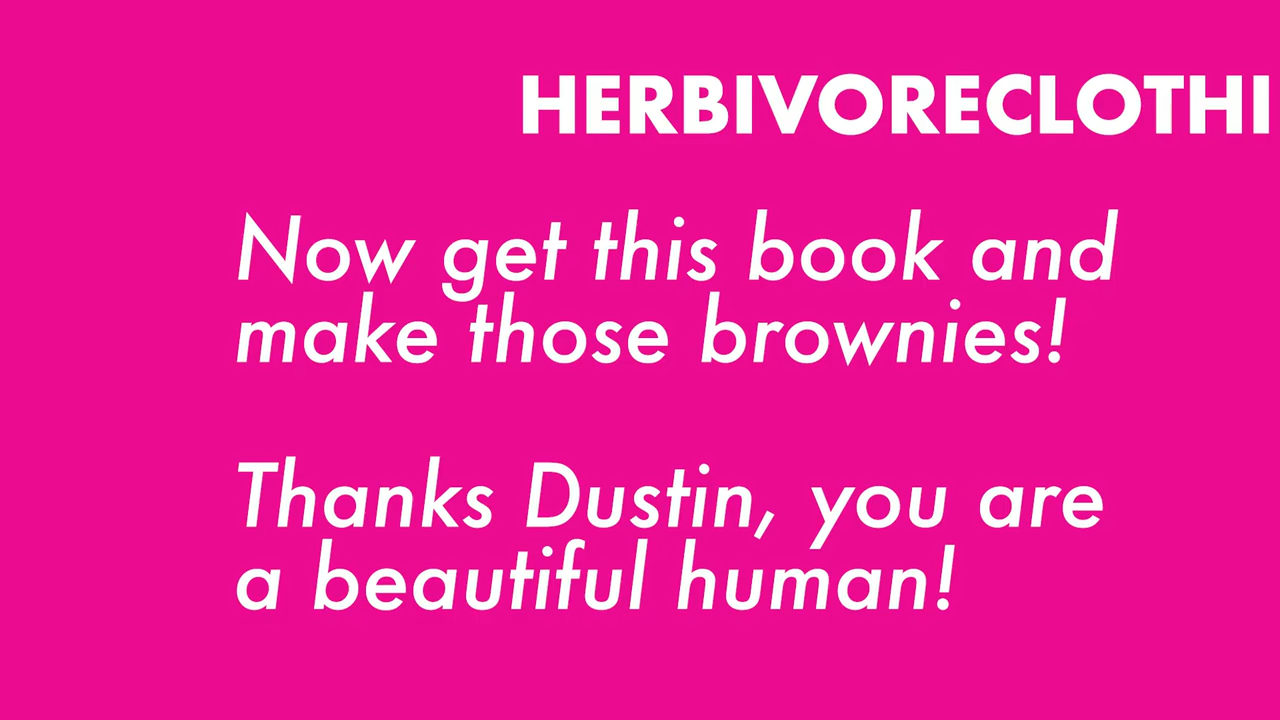 HERBIVORECLOTHI
Now get this book and
make those brownies!
Thanks Dustin, you are
a beautiful human!